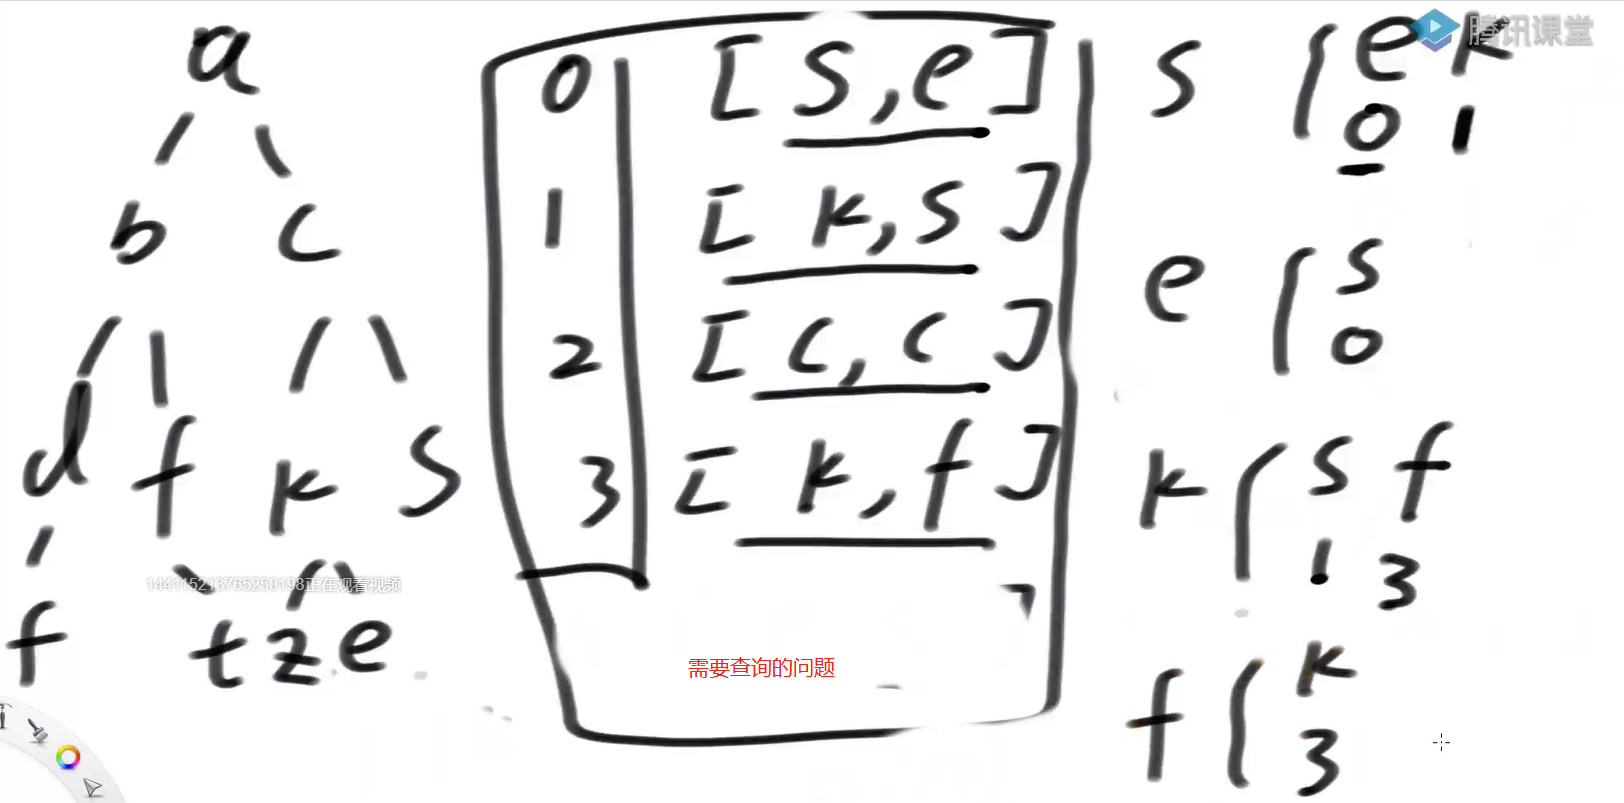 a
b c
d f k s
f t z e
0 [s,e]
1 [k,s]
2 [c,c]
3 [k,f]
需要查询的问题
s e k
0 1
e s
0
k s f
1 3
f k
3
腾讯课堂
144115213765250198正在观看视频